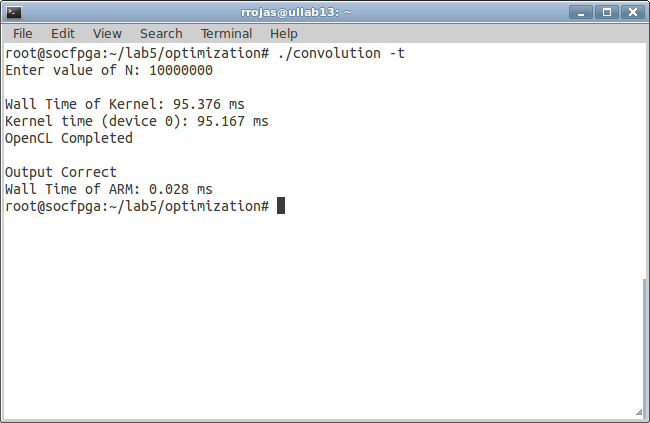 rrojas@ullab13: ~
File Edit View Search Terminal Help
root@socfpga:~/lab5/optimization# ./convolution -t
Enter value of N: 10000000
Wall Time of Kernel: 95.376 ms
Kernel time (device 0): 95.167 ms
OpenCL Completed
Output Correct
Wall Time of ARM: 0.028 ms
root@socfpga:~/lab5/optimization#